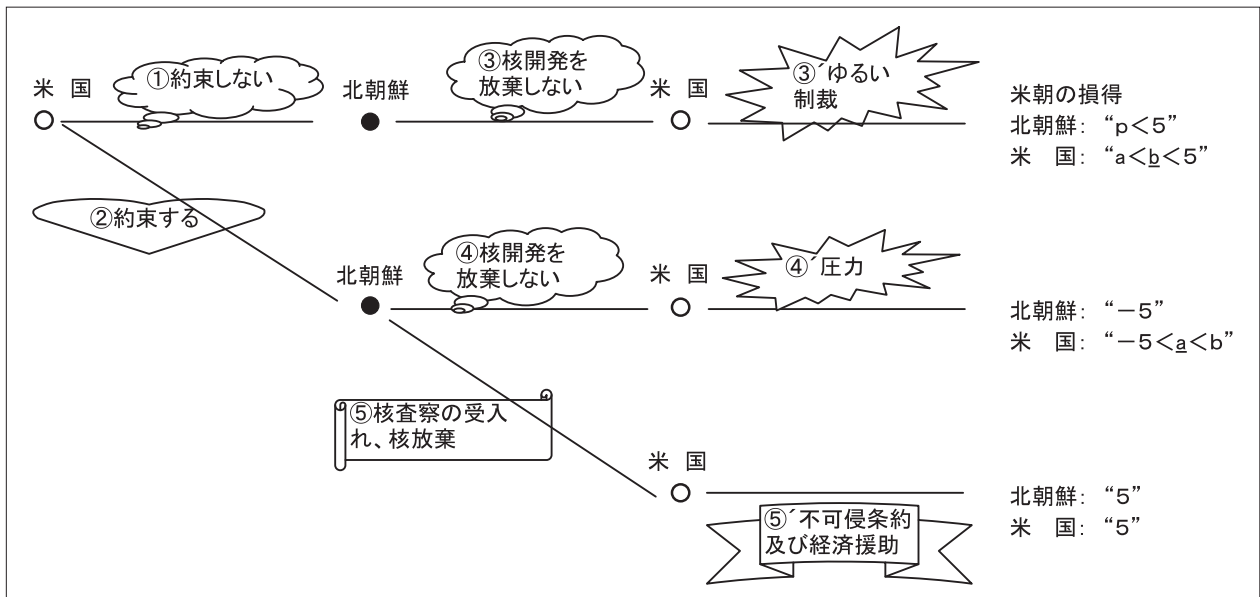 米 国
①約束しない
北朝鮮
③核開発を
放棄しない
米 国
③´ゆるい
制裁
米朝の損得
北朝鮮: “p<5”
米 国: “a<b<5”
②約束する
北朝鮮
④核開発を
放棄しない
米 国
④´圧力
北朝鮮: “−5”
米 国: “−5<a<b”
⑤核査察の受入
れ、核放棄
米 国
⑤´不可侵条約
及び経済援助
北朝鮮: “5”
米 国: “5”